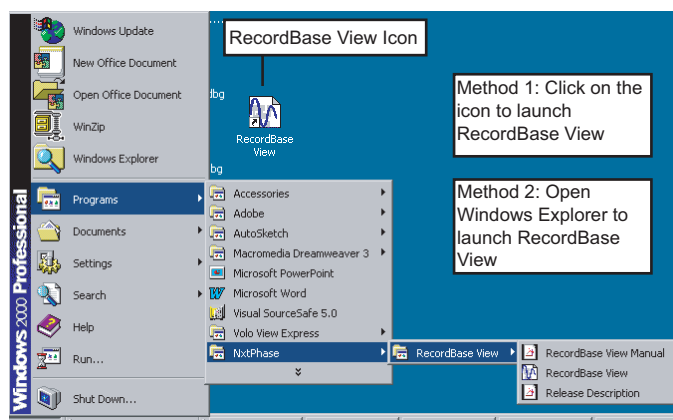 Windows Update
New Office Document
Open Office Document
WinZip
Windows Explorer
Programs
Documents
Settings
Search
Help
Run...
Shut Down...
Windows 2000 Professional
RecordBase View Icon
dbg
RecordBase
View
bg
Method 1: Click on the
icon to launch
RecordBase View
Method 2: Open
Windows Explorer to
launch RecordBase
View
Accessories
Adobe
AutoSketch
Macromedia Dreamweaver 3
Microsoft PowerPoint
Microsoft Word
Visual SourceSafe 5.0
Volo View Express
NxtPhase
RecordBase View
RecordBase View Manual
RecordBase View
Release Description